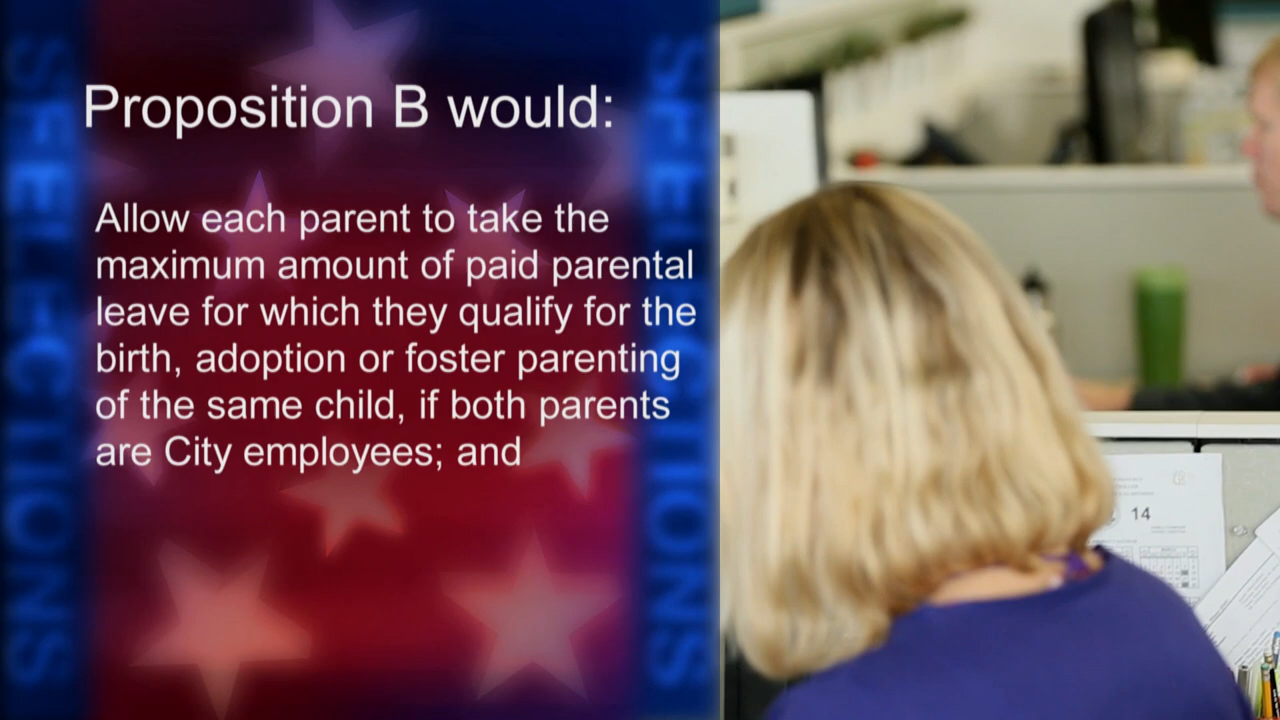 Proposition B would:
Allow each parent to take the
maximum amount of paid parental
leave for which they qualify for the
birth, adoption or foster parenting
of the same child, if both parents
are City employees; and
SFELECTIONS
SFELECTIONS
14